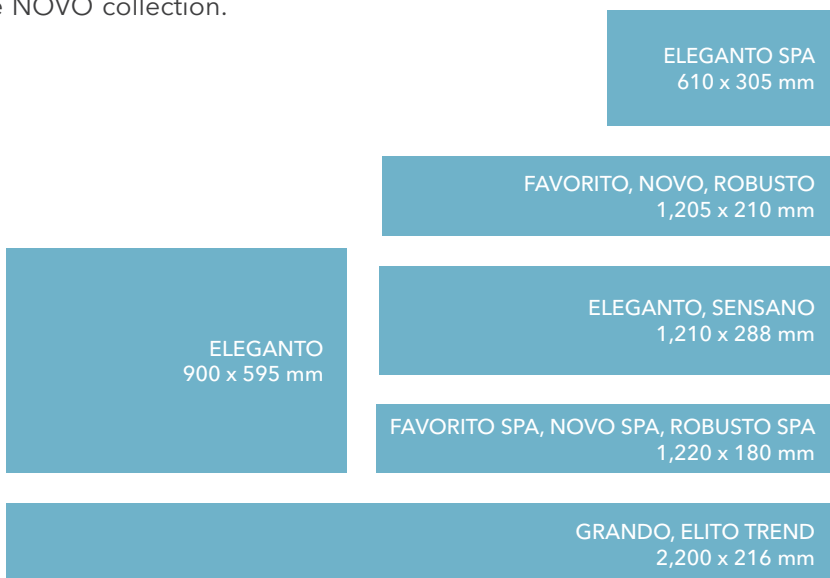 NOVO collection.
ELEGANTO SPA
610 x 305 mm
FAVORITO, NOVO, ROBUSTO
1,205 x 210 mm
ELEGANTO, SENSANO
1,210 x 288 mm
ELEGANTO
900 x 595 mm
FAVORITO SPA, NOVO SPA, ROBUSTO SPA
1,220 x 180 mm
GRANDO, ELITO TREND
2,200 x 216 mm